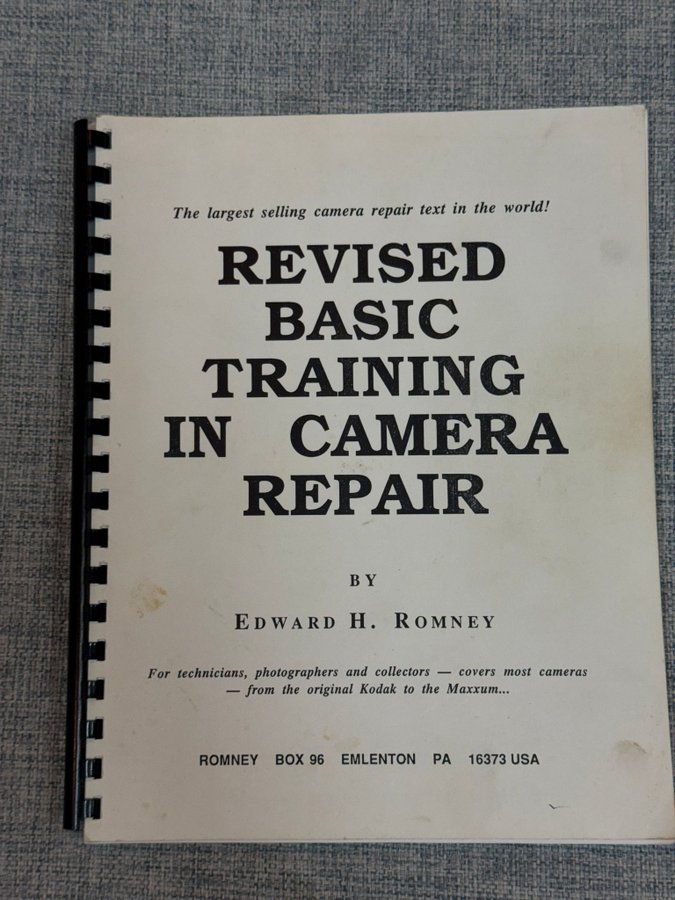 The largest selling camera repair text in the world!
REVISED
BASIC
TRAINING
IN CAMERA
REPAIR
BY
EDWARD H. ROMNEY
For technicians, photographers and collectors — covers most cameras
— from the original Kodak to the Maxxum...
ROMNEY BOX 96 EMLENTON PA 16373 USA